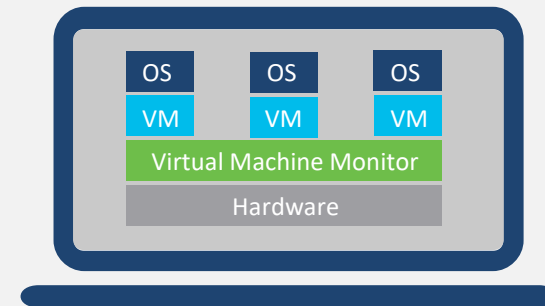 OS OS OS
VM VM VM
Virtual Machine Monitor
Hardware